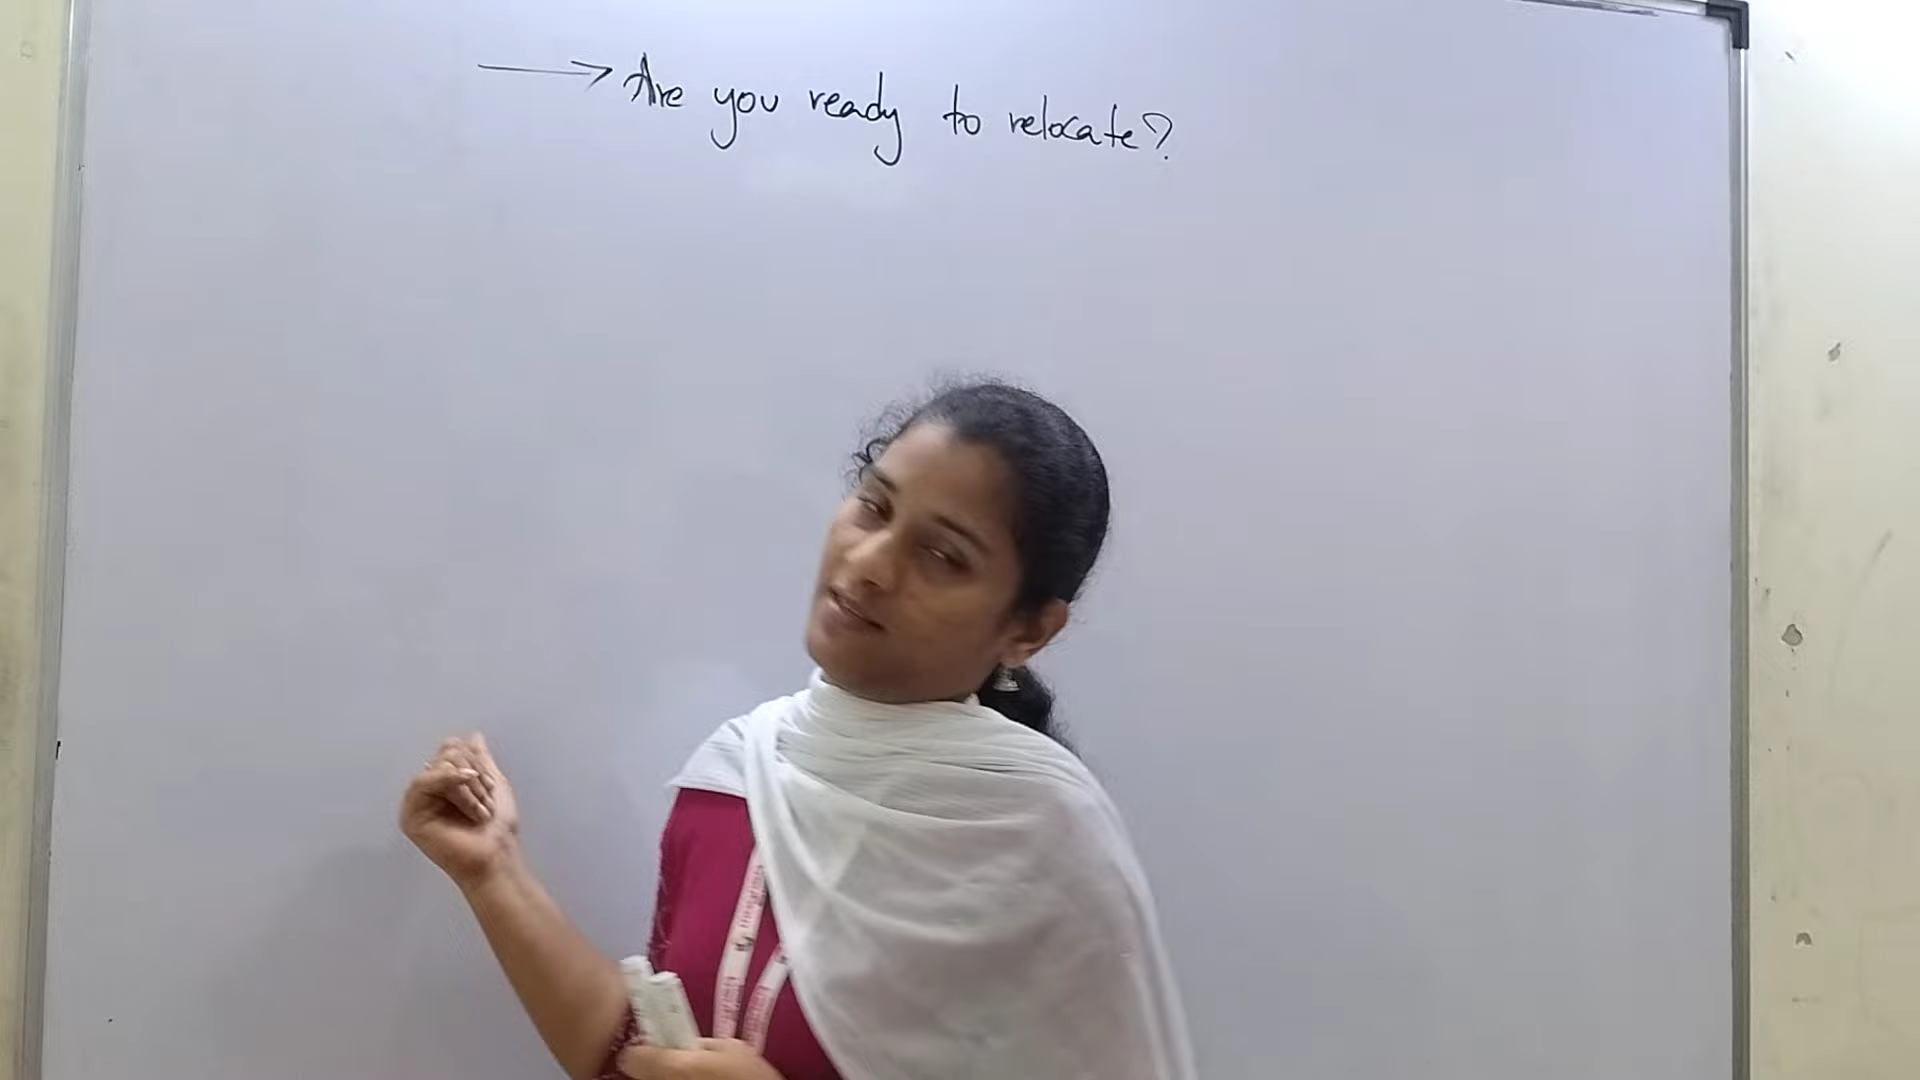 → Are you ready to relocate?